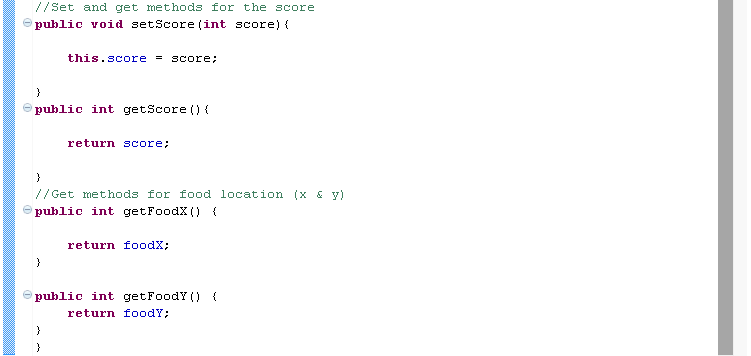 //Set and get methods for the score
public void setScore(int score){
this.score = score;
}
public int getScore(){
return score;
}
//Get methods for food location (x & y)
public int getFoodX() {
return foodX;
}
public int getFoodY() {
return foodY;
}
}